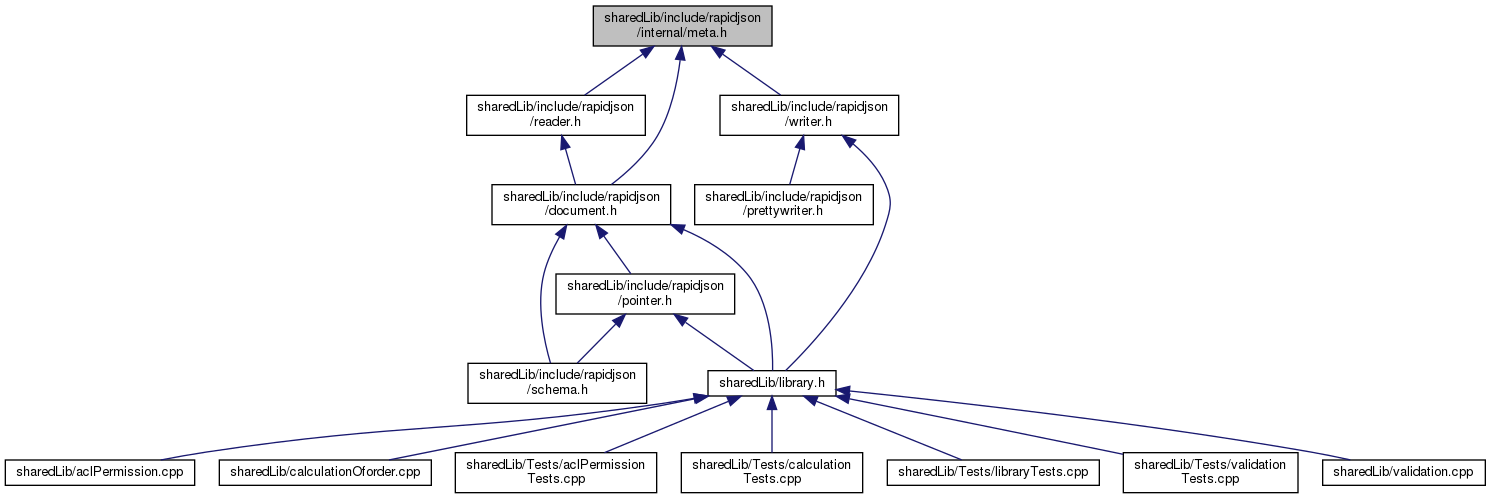 sharedLib/include/rapidjson
/internal/meta.h
sharedLib/include/rapidjson
/reader.h
sharedLib/include/rapidjson
/writer.h
sharedLib/include/rapidjson
/document.h
sharedLib/include/rapidjson
/prettywriter.h
sharedLib/include/rapidjson
/pointer.h
sharedLib/include/rapidjson
/schema.h
sharedLib/library.h
sharedLib/aclPermission.cpp
sharedLib/calculationOforder.cpp
sharedLib/Tests/aclPermission
Tests.cpp
sharedLib/Tests/calculation
Tests.cpp
sharedLib/Tests/libraryTests.cpp
sharedLib/Tests/validation
Tests.cpp
sharedLib/validation.cpp